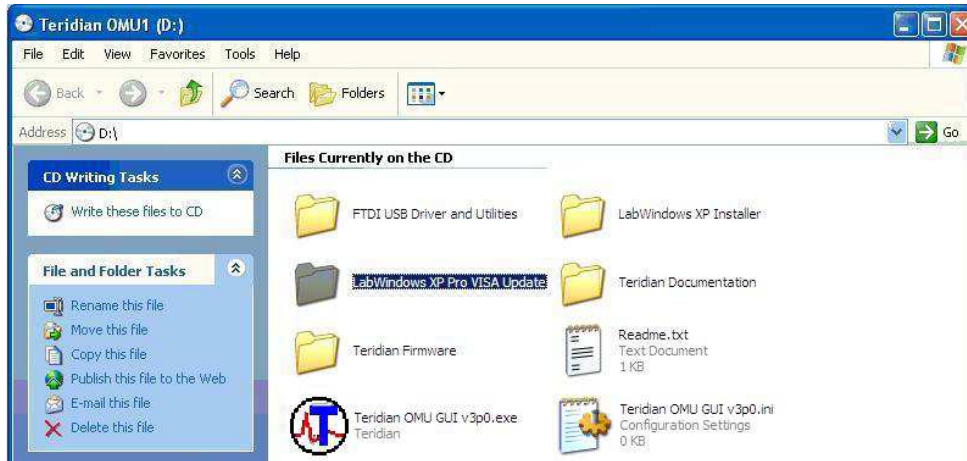 Teridian OMU1 (D:)
File Edit View Favorites Tools Help
Back Search Folders
Address D:\ Go
CD Writing Tasks
Write these files to CD
File and Folder Tasks
Rename this file
Move this file
Copy this file
Publish this file to the Web
E-mail this file
Delete this file
Files Currently on the CD
FTDI USB Driver and Utilities
LabWindows XP Installer
LabWindows XP Pro VISA Update
Teridian Documentation
Teridian Firmware
Readme.txt
Text Document
1 KB
Teridian OMU GUI v3p0.exe
Teridian
Teridian OMU GUI v3p0.ini
Configuration Settings
0 KB